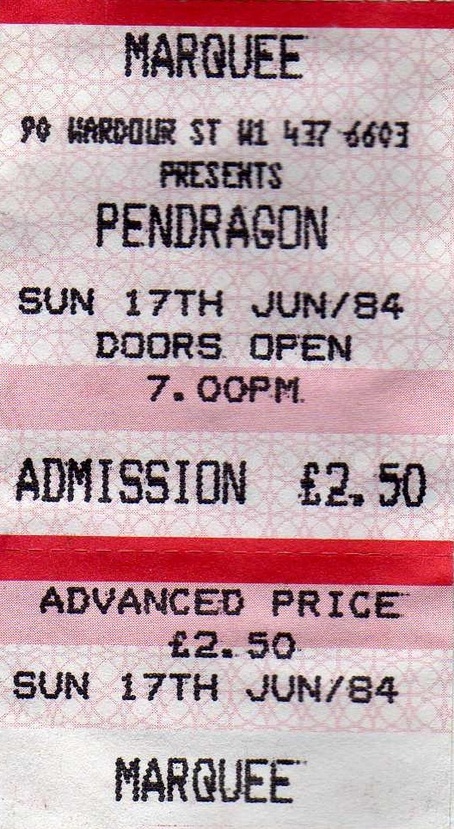 MARQUEE
90 WARDOUR ST W1 437 6603
PRESENTS
PENDRAGON
SUN 17TH JUN/84
DOORS OPEN
7.00PM
ADMISSION £2.50
ADVANCED PRICE
£2.50
SUN 17TH JUN/84
MARQUEE